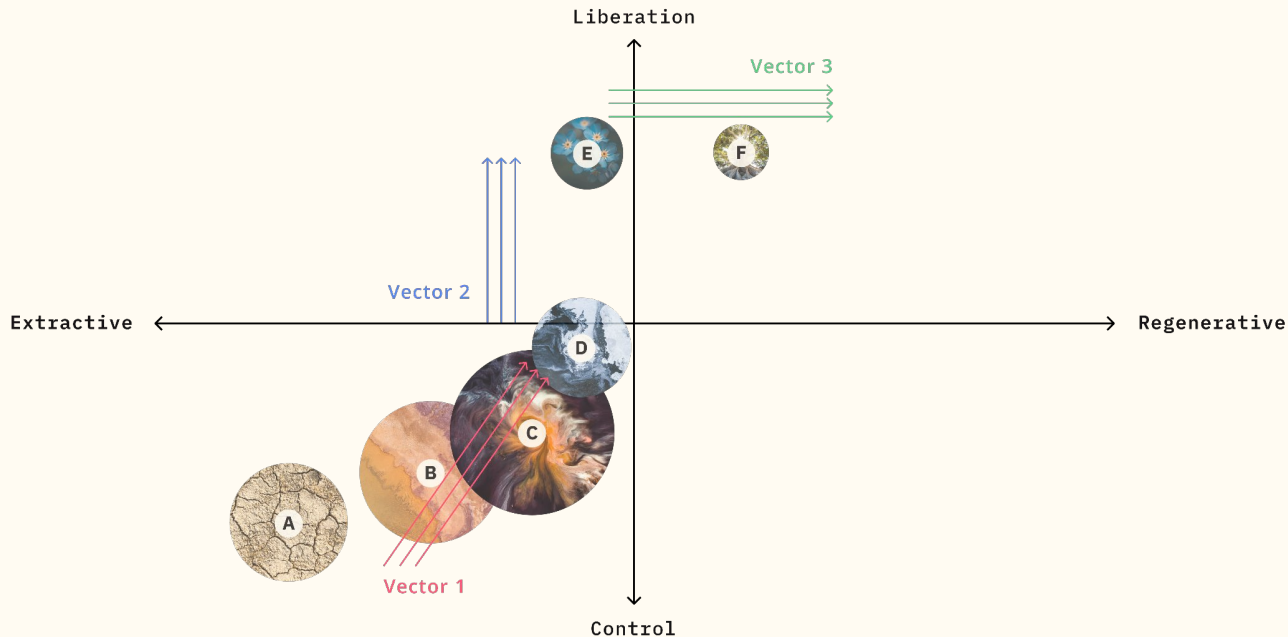 Liberation
Vector 3
E
F
Vector 2
Extractive
Regenerative
D
C
B
A
Vector 1
Control